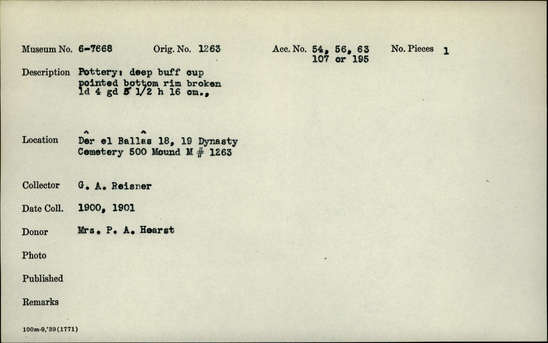 Museum No. 6-7668 Orig. No. 1263 Acc. No. 54, 56, 63 No. Pieces 1
107 or 195
Description Pottery: deep buff cup
pointed bottom rim broken
ld 4 gd 5 1/2 h 16 cm.,
Location Dêr el Ballâs 18, 19 Dynasty
Cemetery 500 Mound M # 1263
Collector G. A. Reisner
Date Coll. 1900, 1901
Donor Mrs. P. A. Hearst
Photo
Published
Remarks
100m-9,'39(1771)